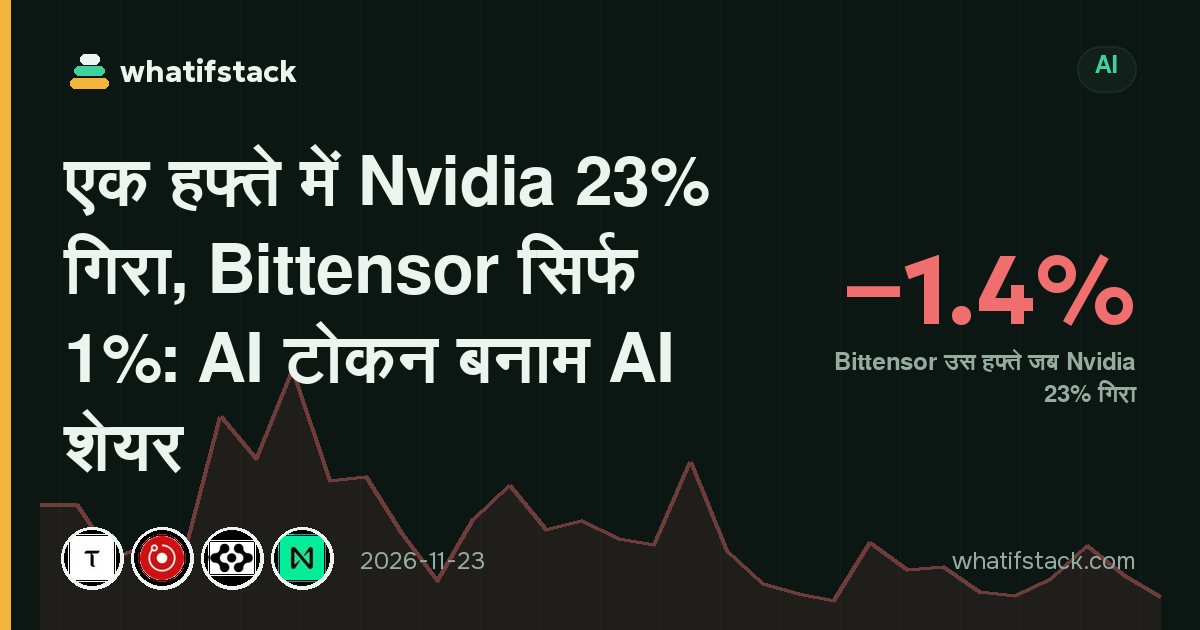 whatifstack
AI
एक हफ्ते में Nvidia 23%
गिरा, Bittensor सिर्फ
1%: AI टोकन बनाम AI
शेयर
−1.4%
Bittensor उस हफ्ते जब Nvidia
23% गिरा
τ
2026-11-23
whatifstack.com